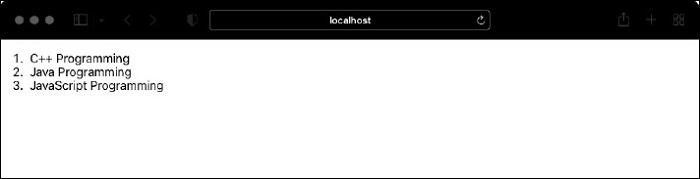 localhost
1. C++ Programming
2. Java Programming
3. JavaScript Programming